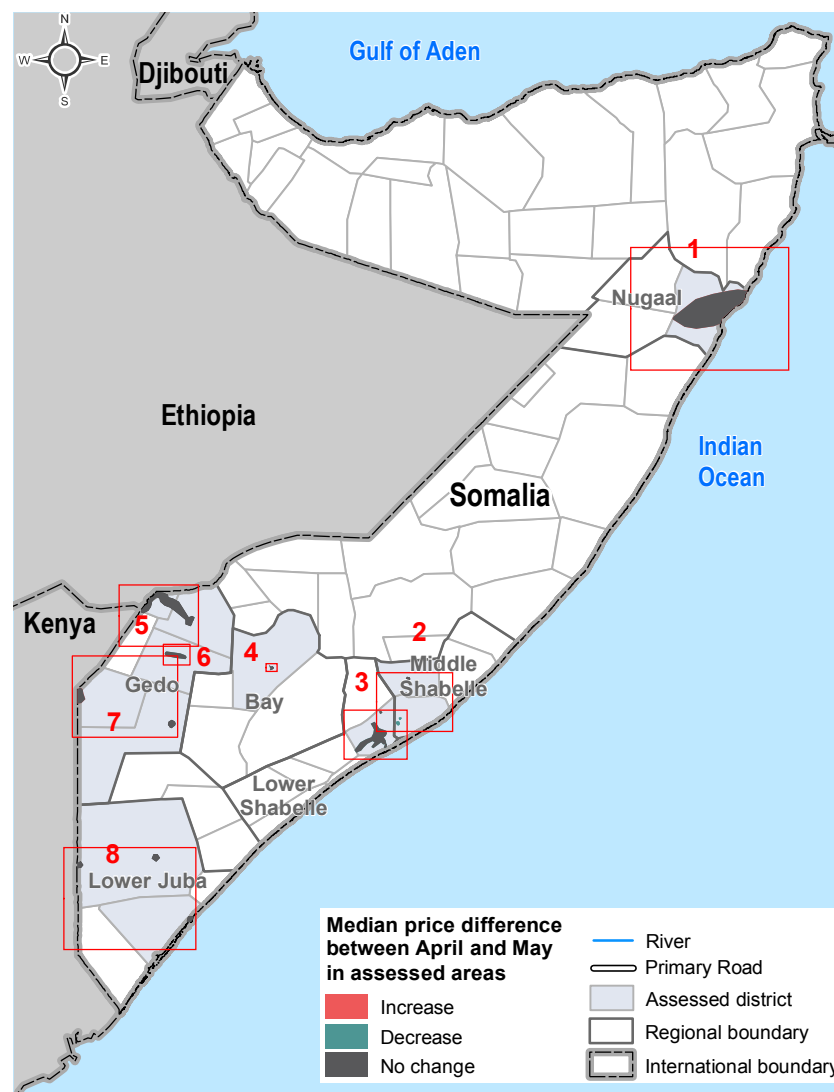 N
W
E
S
Gulf of Aden
Djibouti
1
Nugaal
Ethiopia
Indian
Ocean
Somalia
Kenya
5
2
6
4
Middle
Shabelle
3
Gedo
Bay
7
Lower
Shabelle
8
Lower Juba
Median price difference
between April and May
in assessed areas
Increase
Decrease
No change
River
Primary Road
Assessed district
Regional boundary
International boundary